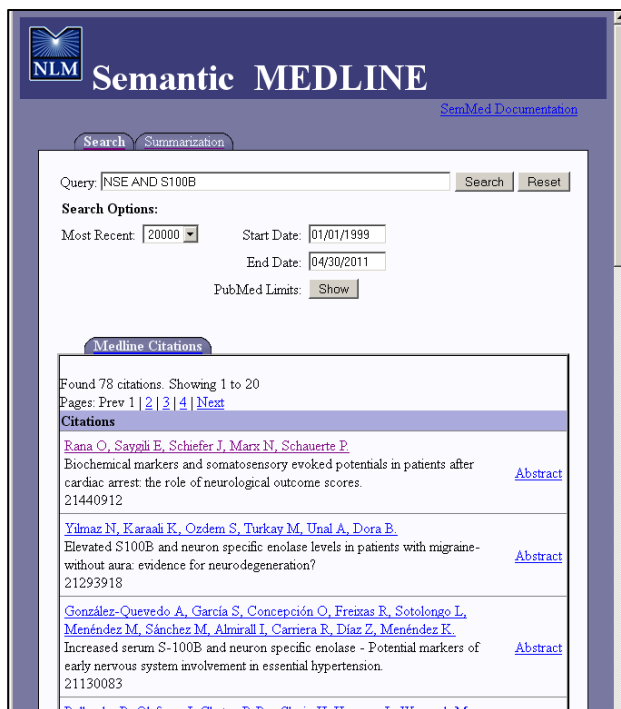 NLM
Semantic MEDLINE
SemMed Documentation
Search Summarization
Query: NSE AND S100B Search Reset
Search Options:
Most Recent: 20000 Start Date: 01/01/1999
End Date: 04/30/2011
PubMed Limits: Show
Medline Citations
Found 78 citations. Showing 1 to 20
Pages: Prev 1 | 2 | 3 | 4 | Next
Citations
Rana O, Saygili E, Schiefer J, Marx N, Schauerte P.
Biochemical markers and somatosensory evoked potentials in patients after
cardiac arrest: the role of neurological outcome scores.
Abstract
21440912
Yilmaz N, Karaali K, Ozdem S, Turkay M, Unal A, Dora B.
Elevated S100B and neuron specific enolase levels in patients with migraine-
without aura: evidence for neurodegeneration?
Abstract
21293918
González-Quevedo A, García S, Concepción O, Freixas R, Sotolongo L,
Menéndez M, Sánchez M, Almirall I, Carriera R, Díaz Z, Menéndez K.
Increased serum S-100B and neuron specific enolase - Potential markers of
early nervous system involvement in essential hypertension.
Abstract
21130083